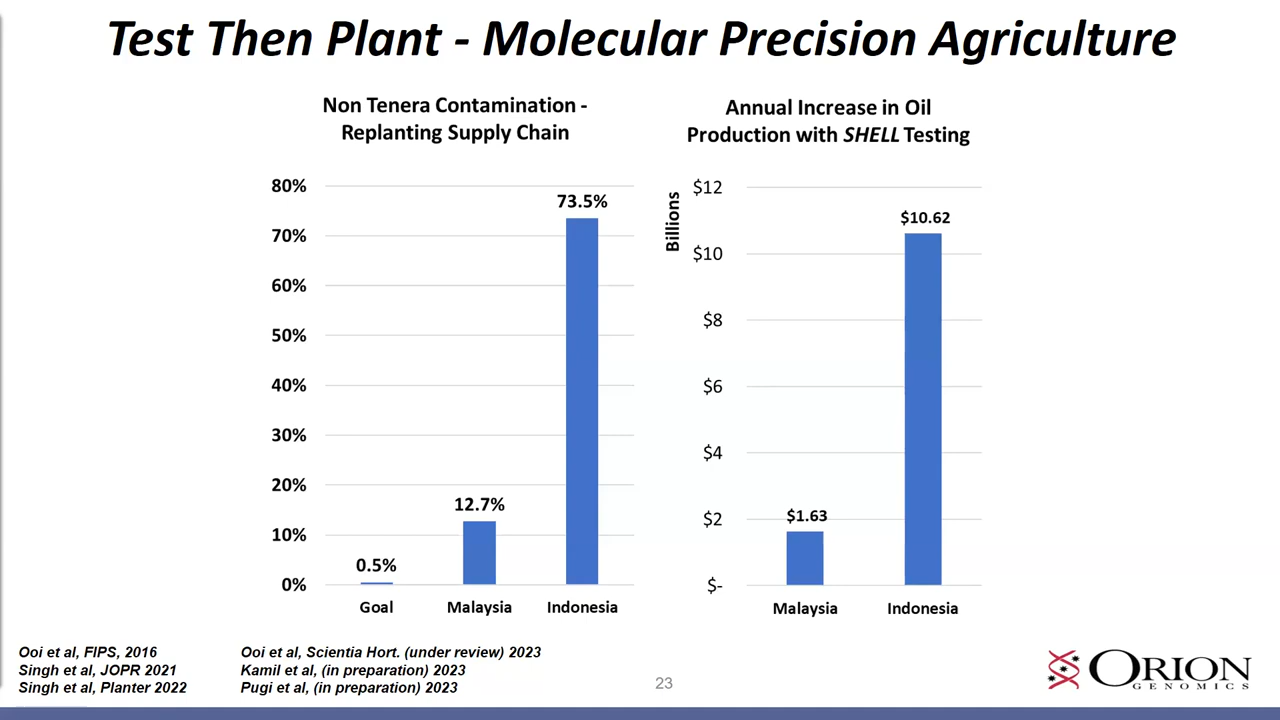 Test Then Plant - Molecular Precision Agriculture
Non Tenera Contamination -
Replanting Supply Chain
80%
70%
60%
50%
40%
30%
20%
10%
0%
73.5%
12.7%
0.5%
Goal
Malaysia
Indonesia
Annual Increase in Oil
Production with SHELL Testing
Billions
$12
$10
$8
$6
$4
$2
$-
$10.62
$1.63
Malaysia
Indonesia
Ooi et al, FIPS, 2016
Singh et al, JOPR 2021
Singh et al, Planter 2022
Ooi et al, Scientia Hort. (under review) 2023
Kamil et al, (in preparation) 2023
Pugi et al, (in preparation) 2023
23
ORION
GENOMICS